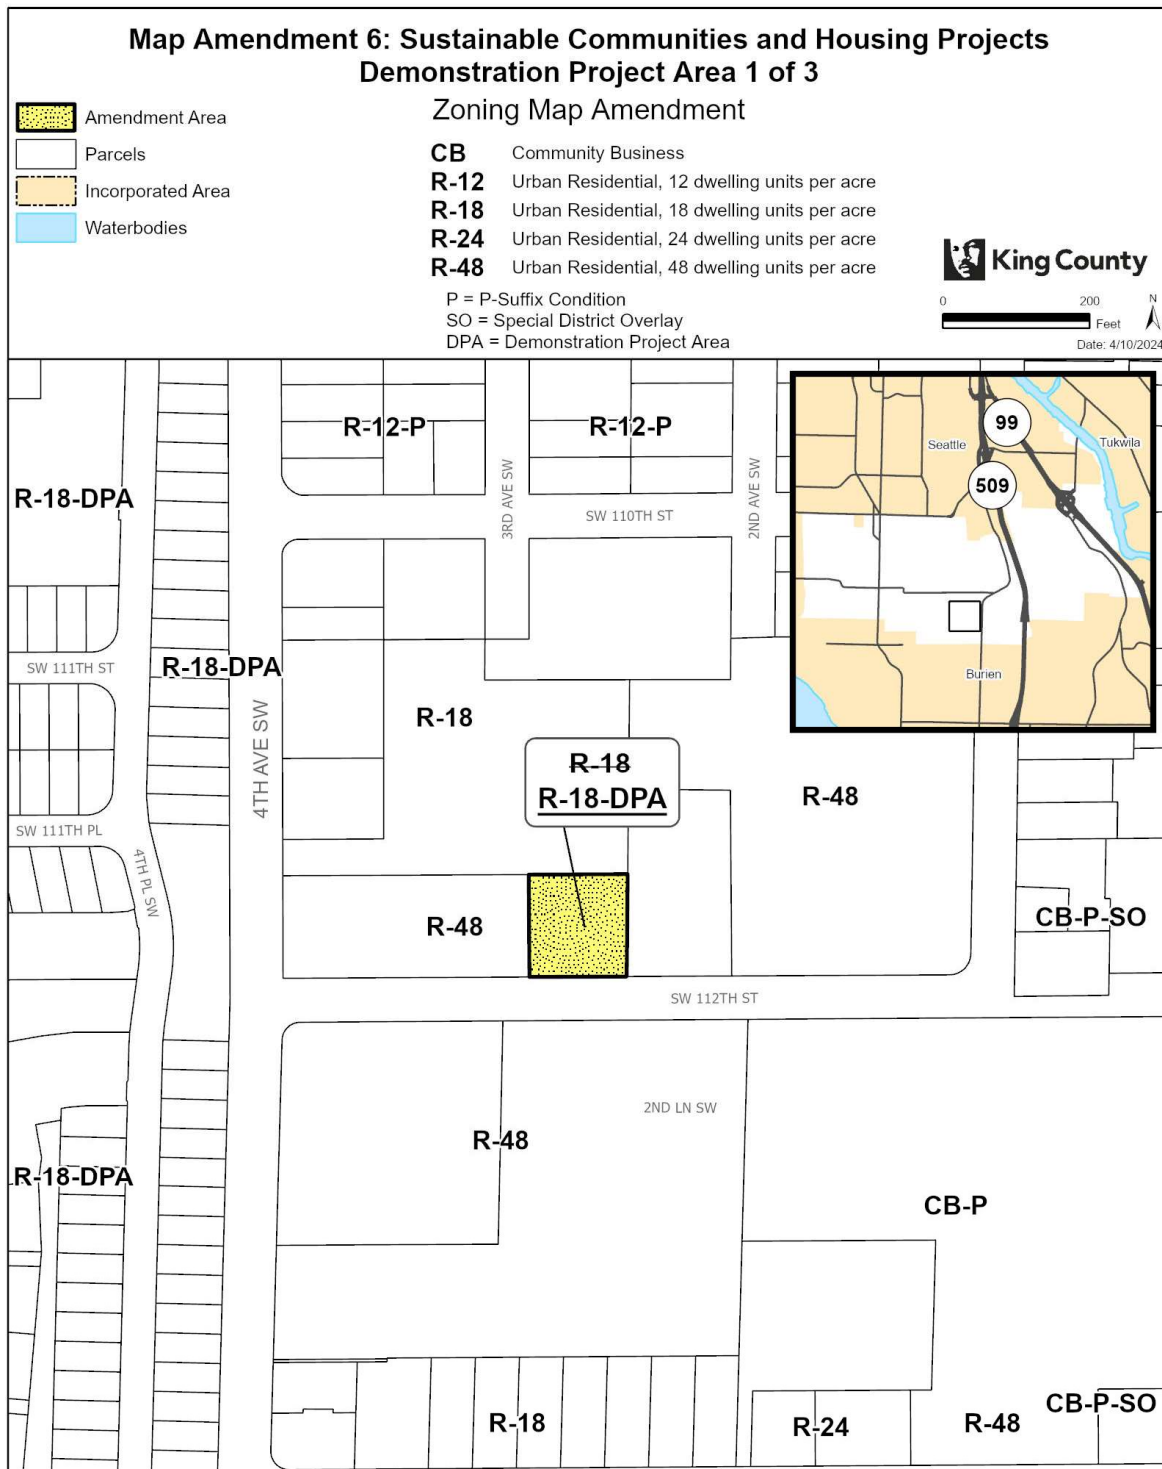 Map Amendment 6: Sustainable Communities and Housing Projects
Demonstration Project Area 1 of 3
Zoning Map Amendment
Amendment Area
Parcels
Incorporated Area
Waterbodies
CB Community Business
R-12 Urban Residential, 12 dwelling units per acre
R-18 Urban Residential, 18 dwelling units per acre
R-24 Urban Residential, 24 dwelling units per acre
R-48 Urban Residential, 48 dwelling units per acre
P = P-Suffix Condition
SO = Special District Overlay
DPA = Demonstration Project Area
King County
0 200
Feet
N
Date: 4/10/2024
R-12-P
R-12-P
R-18-DPA
3RD AVE SW
SW 110TH ST
2ND AVE SW
99
Seattle
Tukwila
509
Burien
SW 111TH ST
R-18-DPA
4TH AVE SW
R-18
R-18
R-18-DPA
R-48
SW 111TH PL
4TH PL SW
R-48
CB-P-SO
SW 112TH ST
2ND LN SW
R-48
R-18-DPA
CB-P
R-18
R-24
R-48
CB-P-SO